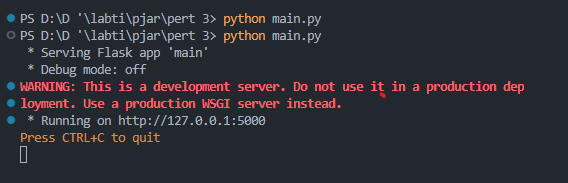 PS D:\D '\labti\pjar\pert 3> python main.py
PS D:\D '\labti\pjar\pert 3> python main.py
 * Serving Flask app 'main'
 * Debug mode: off
WARNING: This is a development server. Do not use it in a production dep
loyment. Use a production WSGI server instead.
 * Running on http://127.0.0.1:5000
Press CTRL+C to quit